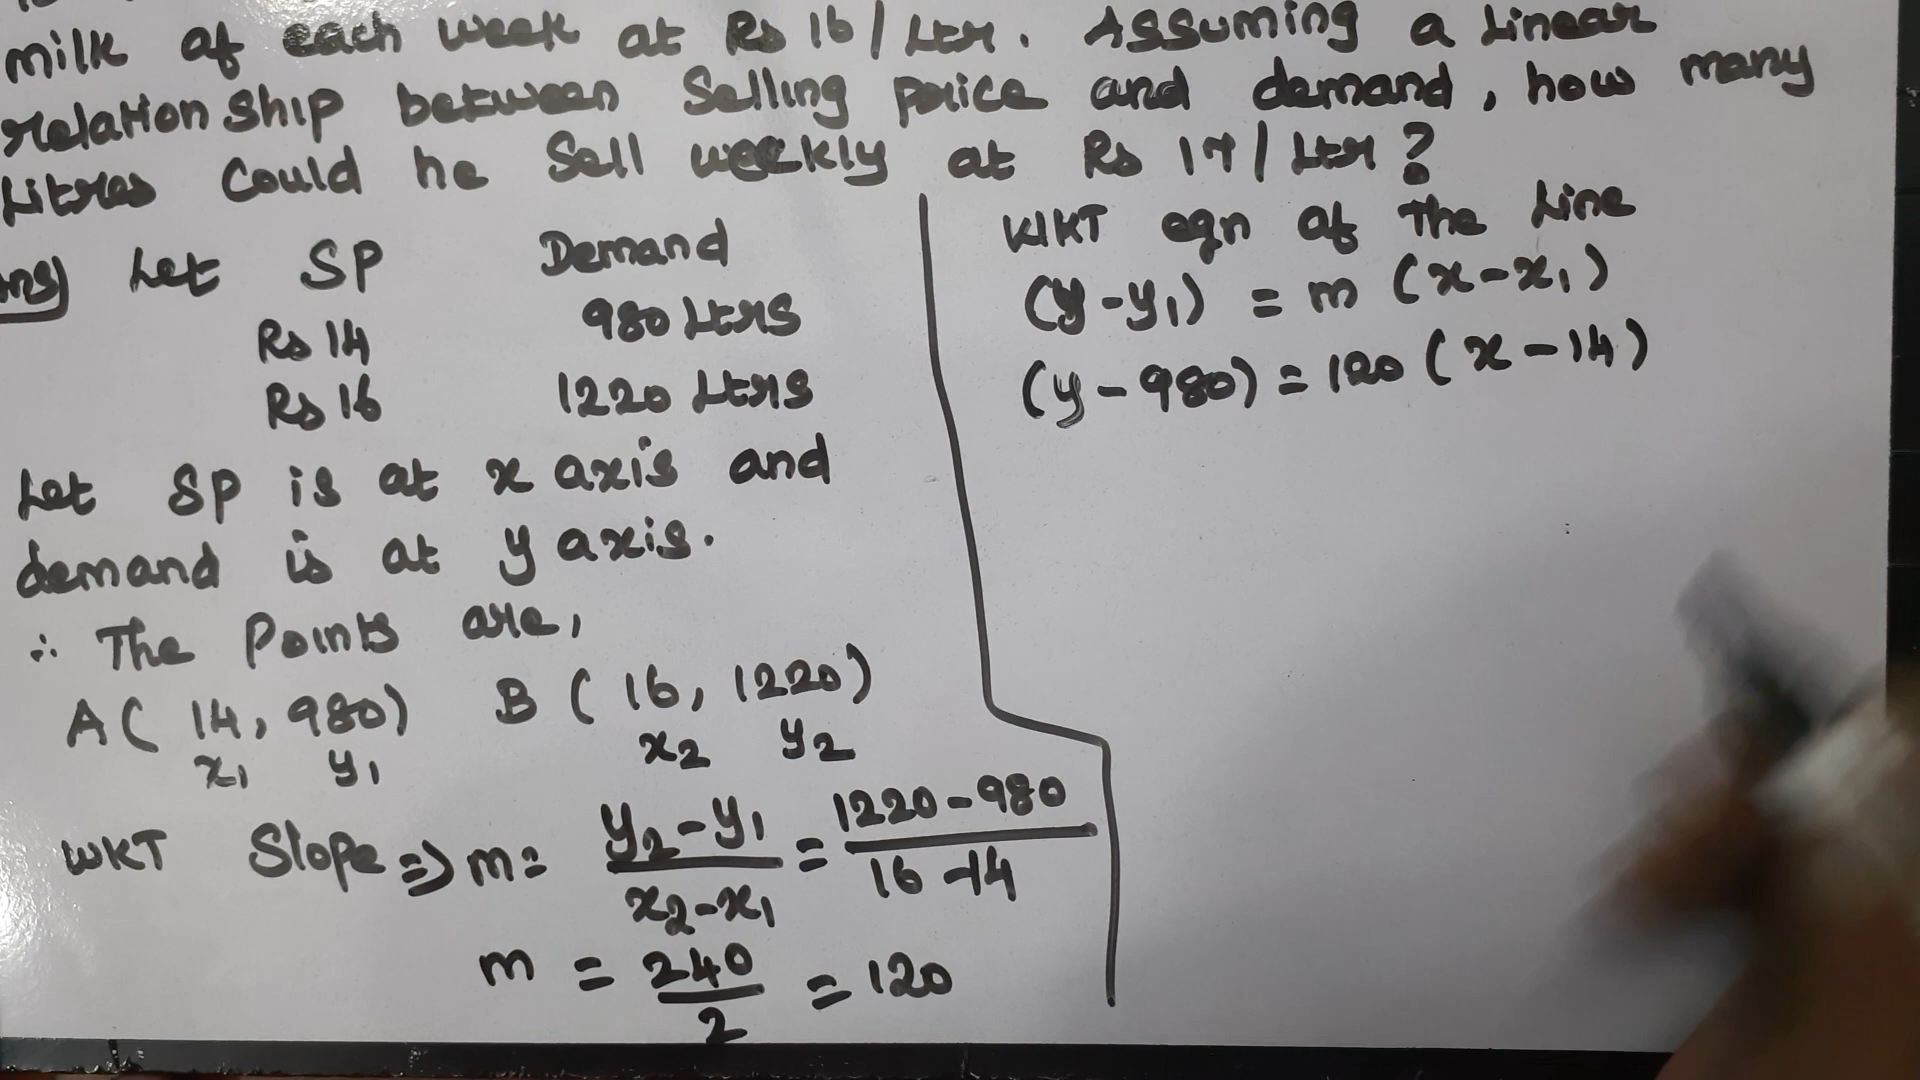 milk of each week at Rs 16/Ltr. Assuming a Linear
relation ship between Selling price and demand, how many
Litres Could he Sell weekly at Rs 17/Ltr?
ans) Let SP Demand
Rs 14 980 Ltrs
Rs 16 1220 Ltrs
Let SP is at x axis and
demand is at y axis.
∴ The Points are,
A( 14, 980) B ( 16, 1220)
x1 y1 x2 y2
WKT Slope => m = y2-y1/x2-x1 = 1220-980/16-14
m = 240/2 = 120
WKT eqn of The Line
(y-y1) = m (x-x1)
(y-980) = 120 (x-14)